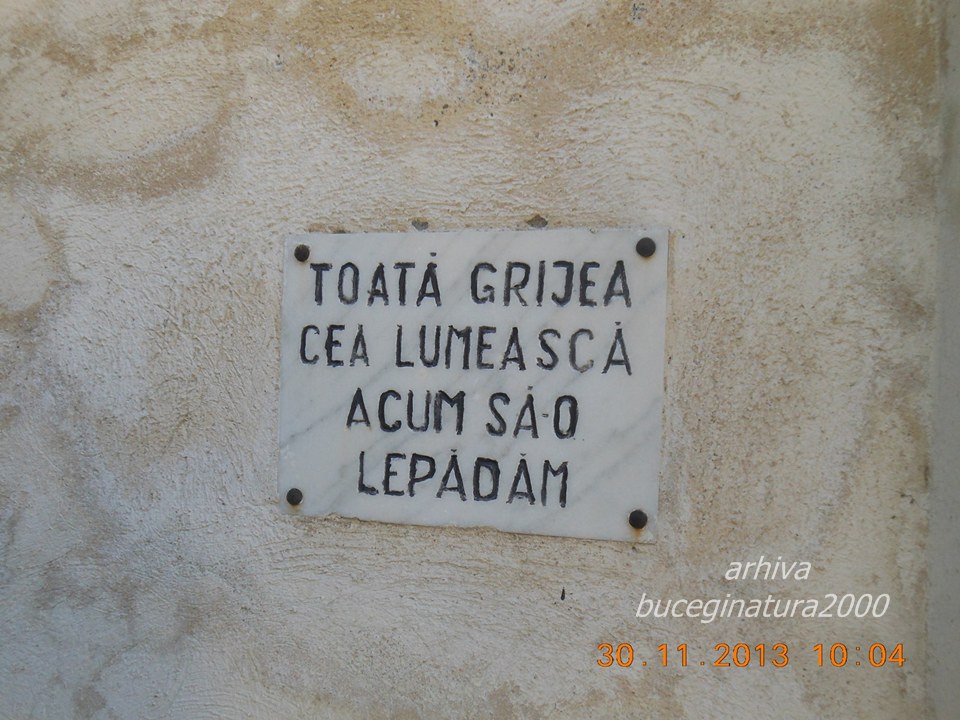 TOATĂ GRIJEA
CEA LUMEASCĂ
ACUM SĂ-O
LEPĂDĂM
arhiva
buceginatura2000
30.11.2013 10:04